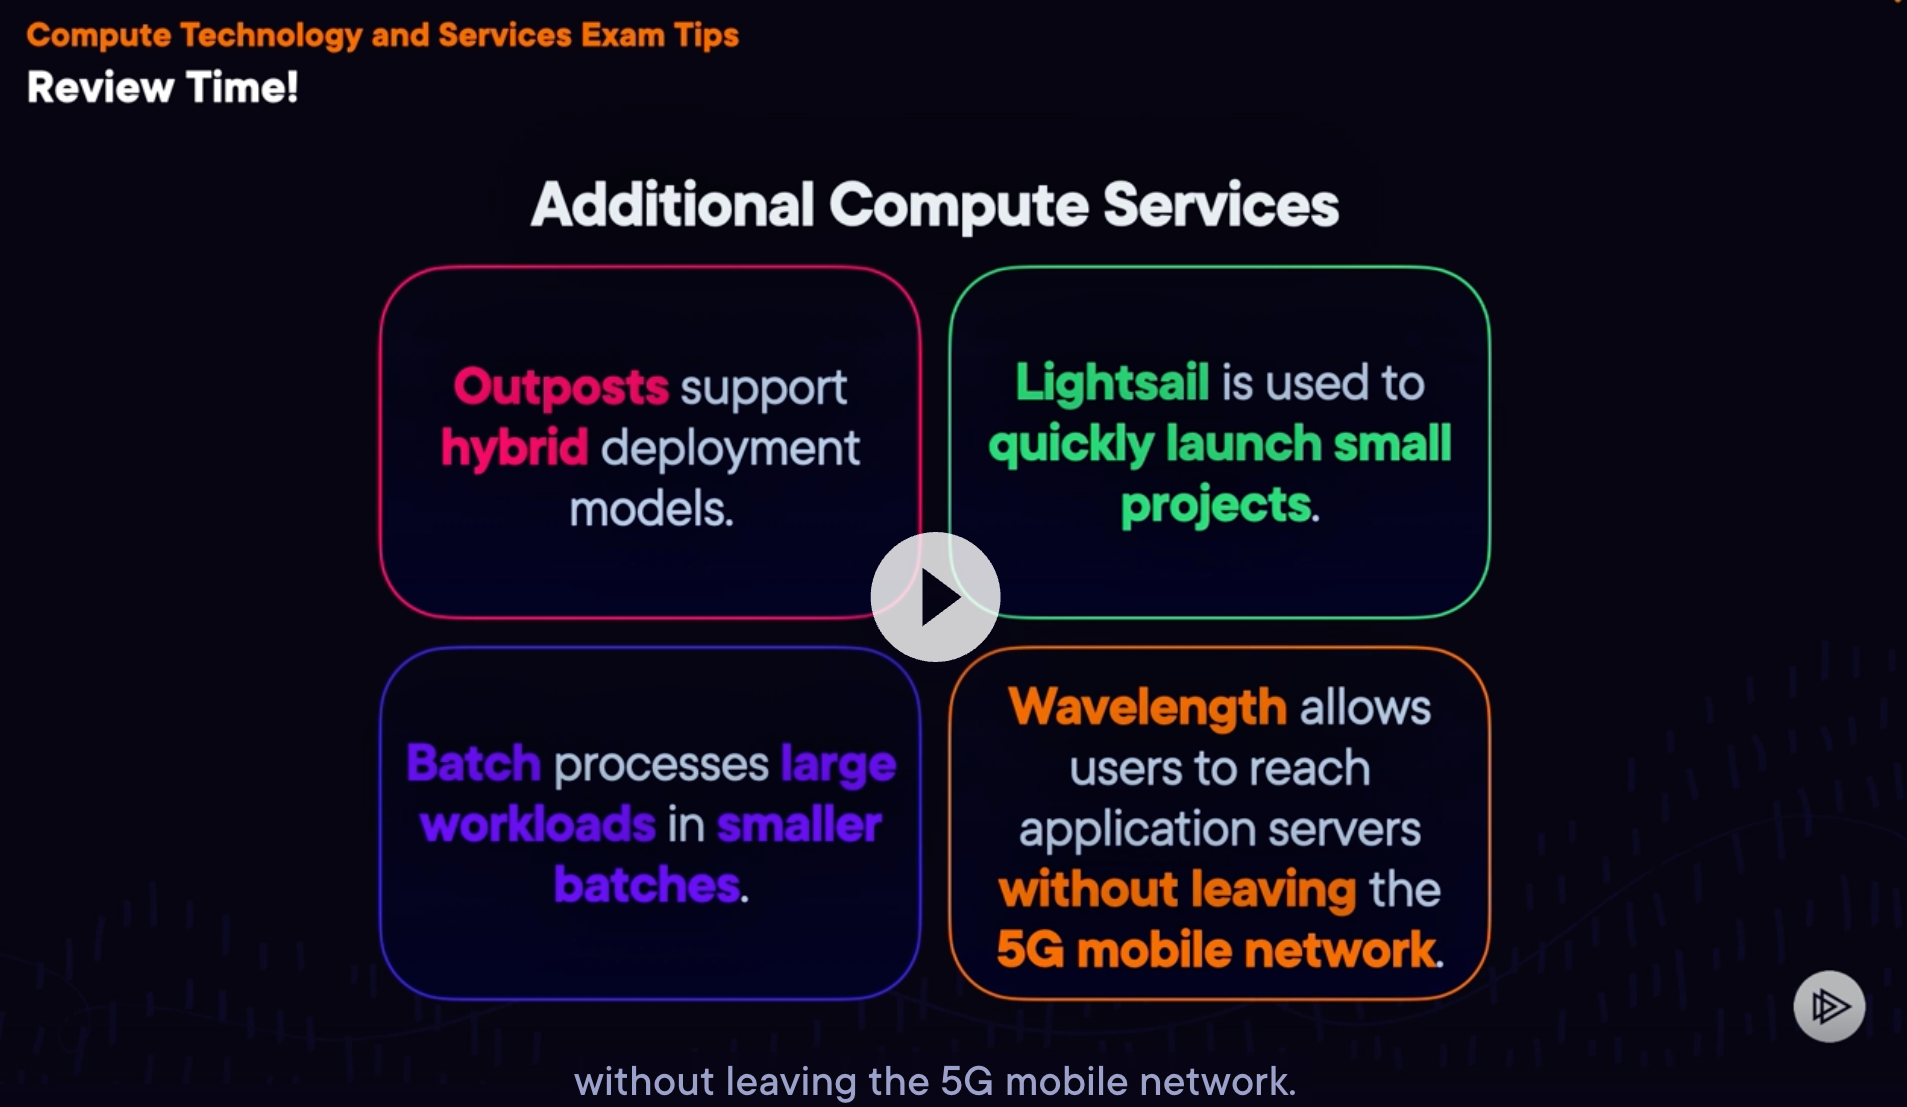 Compute Technology and Services Exam Tips
Review Time!
Additional Compute Services
Outposts support
hybrid deployment
models.
Lightsail is used to
quickly launch small
projects.
Batch processes large
workloads in smaller
batches.
Wavelength allows
users to reach
application servers
without leaving the
5G mobile network.
without leaving the 5G mobile network.